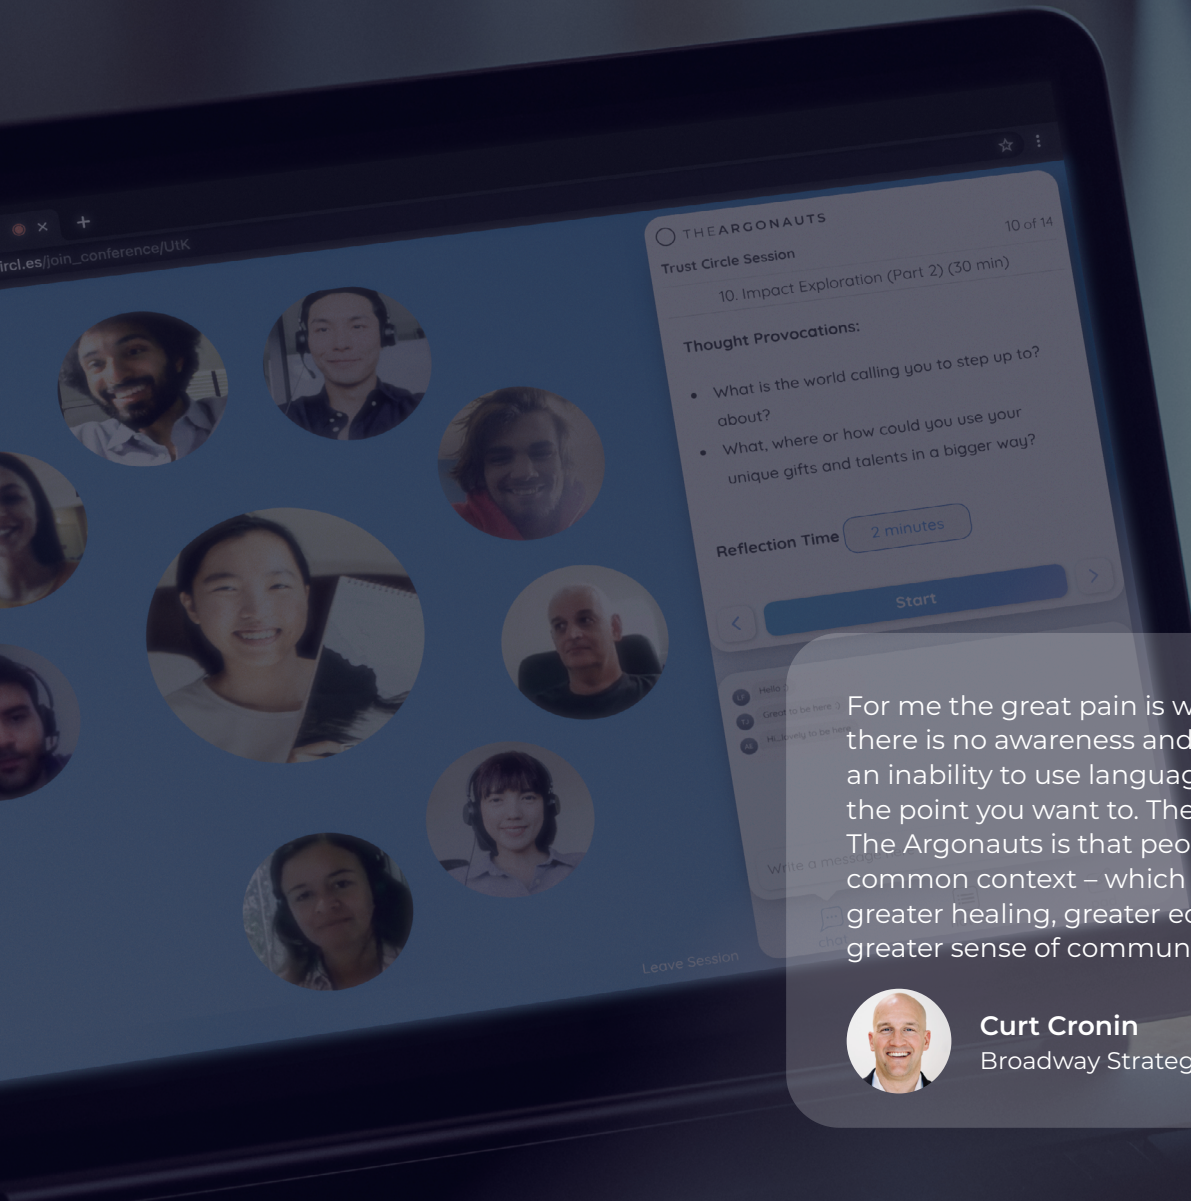 ircl.es/join_conference/UtK
THEARGONAUTS
10 of 14
Trust Circle Session
10. Impact Exploration (Part 2) (30 min)
Thought Provocations:
• What is the world calling you to step up to?
about?
• What, where or how could you use your
unique gifts and talents in a bigger way?
Reflection Time 2 minutes
Start
Hello :)
Great to be here :)
Hi, lovely to be here
Write a message
Chat
Leave Session
For me the great pain is w
there is no awareness and
an inability to use languag
the point you want to. The
The Argonauts is that peo
common context – which
greater healing, greater e
greater sense of commun
Curt Cronin
Broadway Strateg